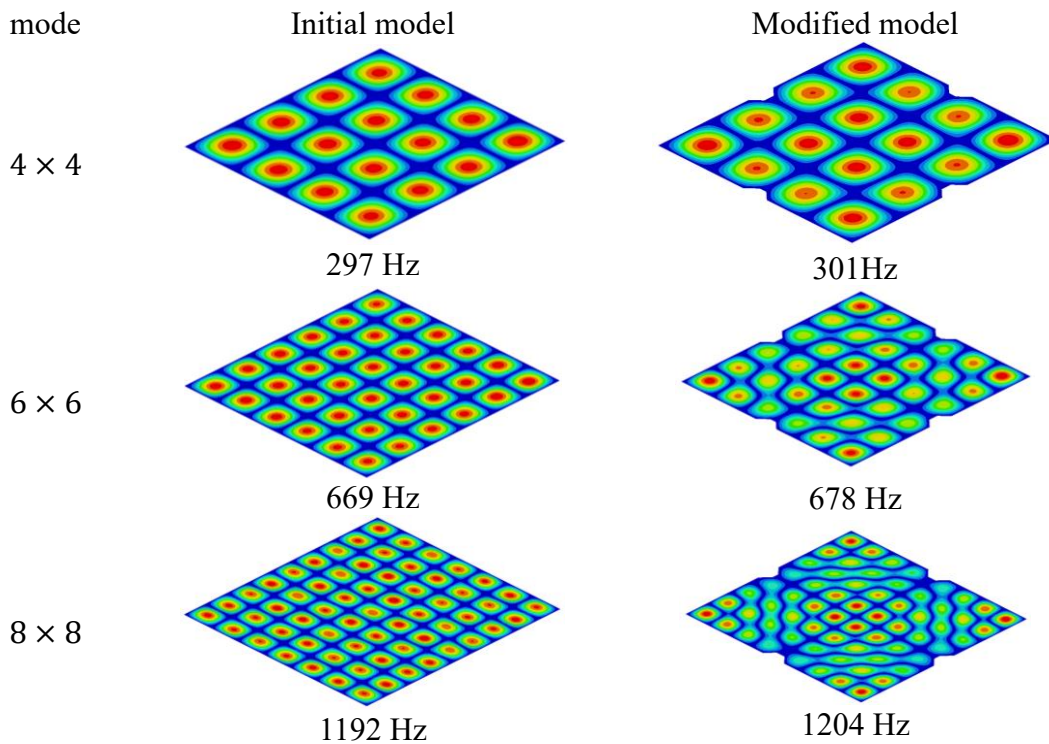 mode Initial model Modified model
4 × 4
297 Hz 301Hz
6 × 6
669 Hz 678 Hz
8 × 8
1192 Hz 1204 Hz